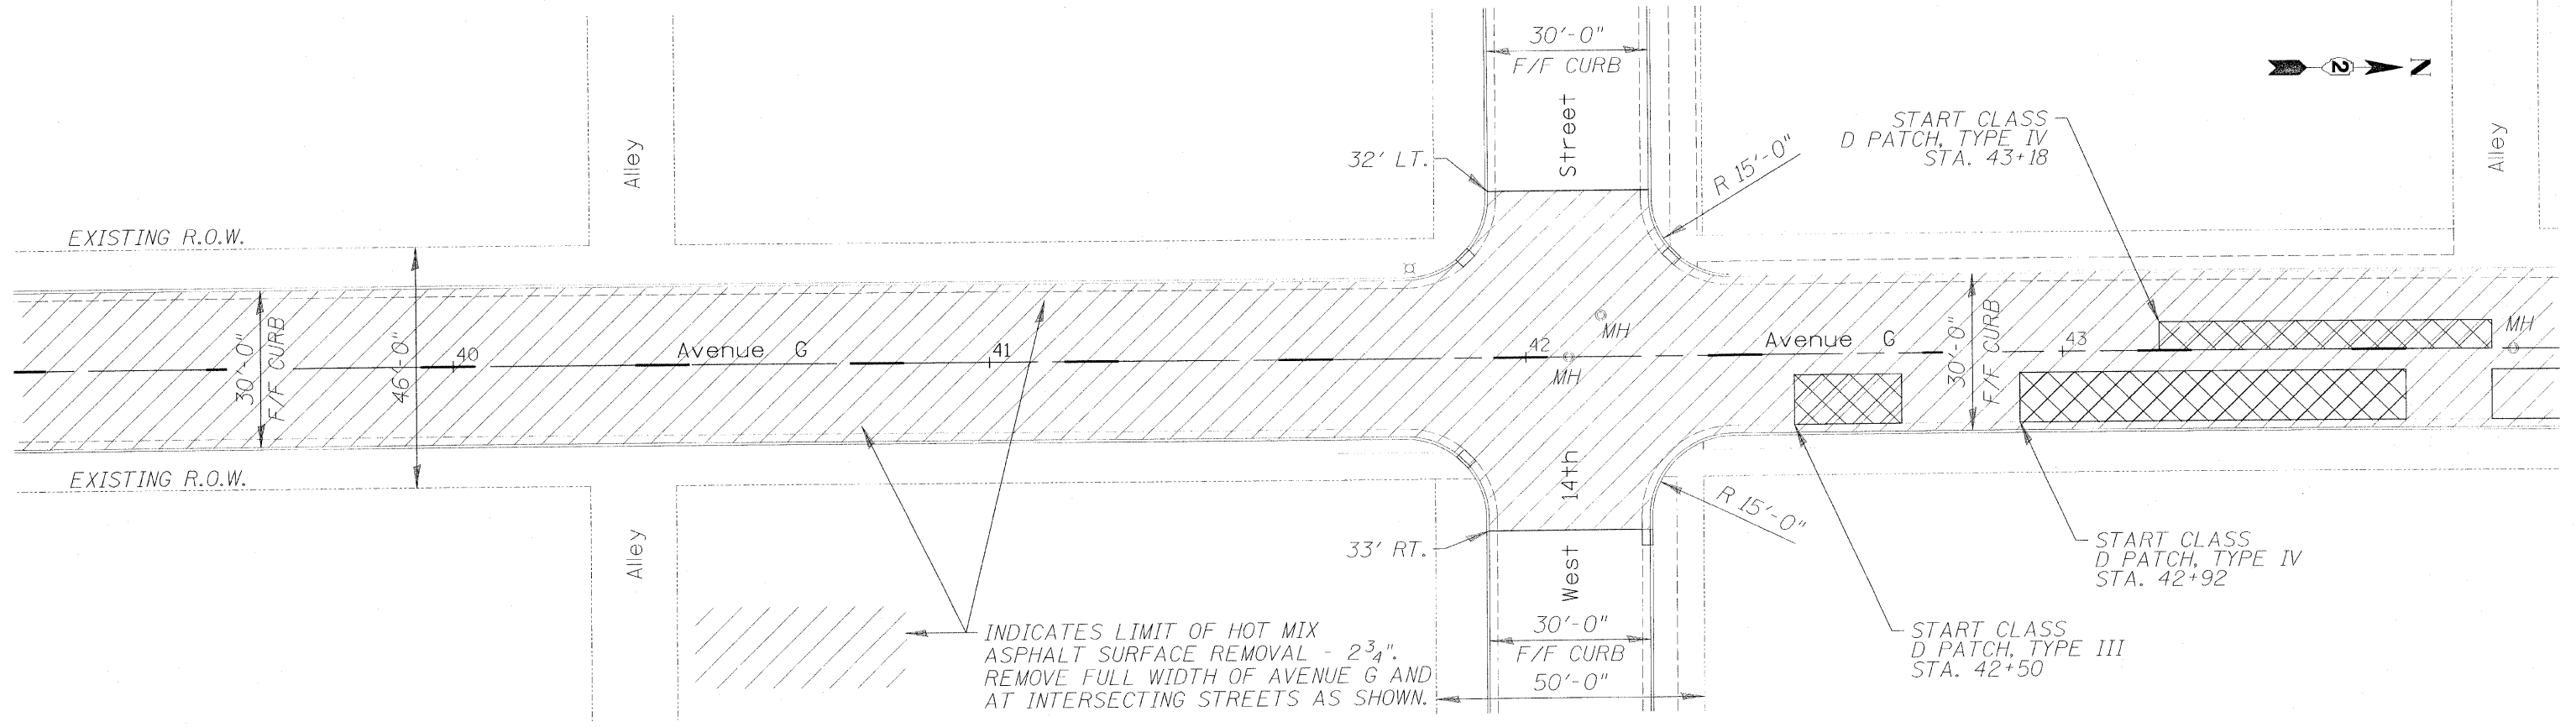 30'-0"
F/F CURB
Street
N
2
START CLASS
D PATCH, TYPE IV
STA. 43+18
Alley
Alley
32' LT.
R 15'-0"
EXISTING R.O.W.
30'-0"
F/F CURB
46'-0"
40
Avenue G
41
42
MH
MH
Avenue G
30'-0"
F/F CURB
43
MH
EXISTING R.O.W.
Alley
14th
R 15'-0"
33' RT.
West
START CLASS
D PATCH, TYPE IV
STA. 42+92
INDICATES LIMIT OF HOT MIX
ASPHALT SURFACE REMOVAL - 2 3/4".
REMOVE FULL WIDTH OF AVENUE G AND
AT INTERSECTING STREETS AS SHOWN.
30'-0"
F/F CURB
50'-0"
START CLASS
D PATCH, TYPE III
STA. 42+50